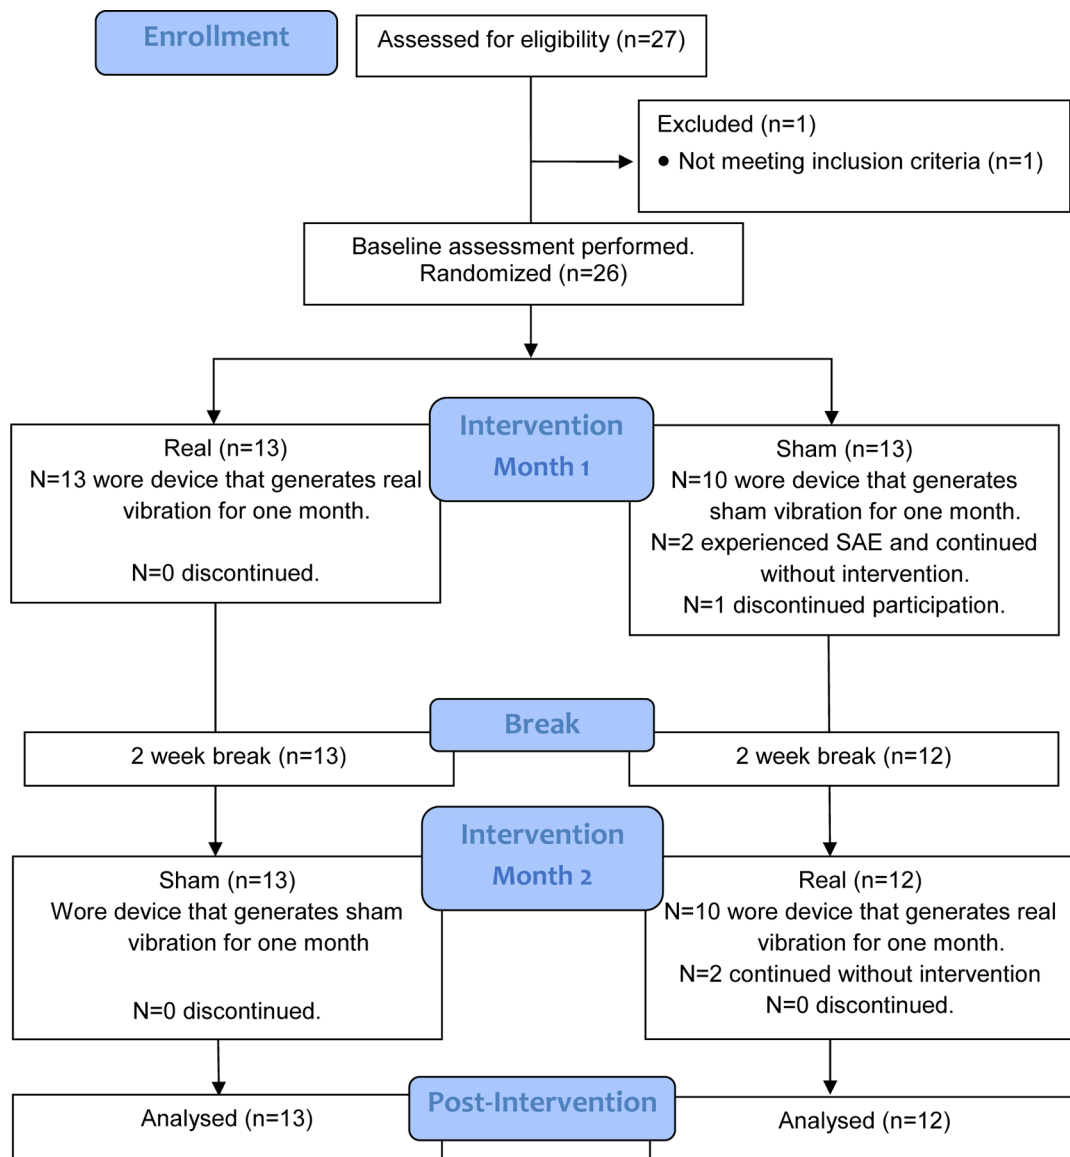 Enrollment
Assessed for eligibility (n=27)
Excluded (n=1)
● Not meeting inclusion criteria (n=1)
Baseline assessment performed.
Randomized (n=26)
Intervention
Month 1
Real (n=13)
N=13 wore device that generates real
vibration for one month.
N=0 discontinued.
Sham (n=13)
N=10 wore device that generates
sham vibration for one month.
N=2 experienced SAE and continued
without intervention.
N=1 discontinued participation.
Break
2 week break (n=13)
2 week break (n=12)
Intervention
Month 2
Sham (n=13)
Wore device that generates sham
vibration for one month
N=0 discontinued.
Real (n=12)
N=10 wore device that generates real
vibration for one month.
N=2 continued without intervention
N=0 discontinued.
Post-Intervention
Analysed (n=13)
Analysed (n=12)